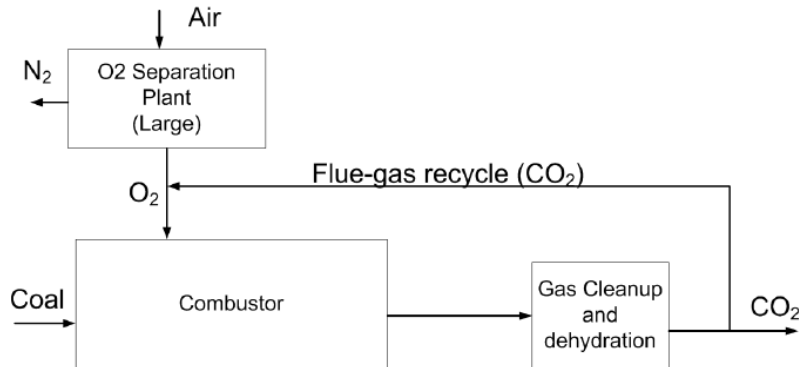 Air
N₂
O2 Separation
Plant
(Large)
Flue-gas recycle (CO₂)
O₂
Coal
Combustor
Gas Cleanup
and
dehydration
CO₂